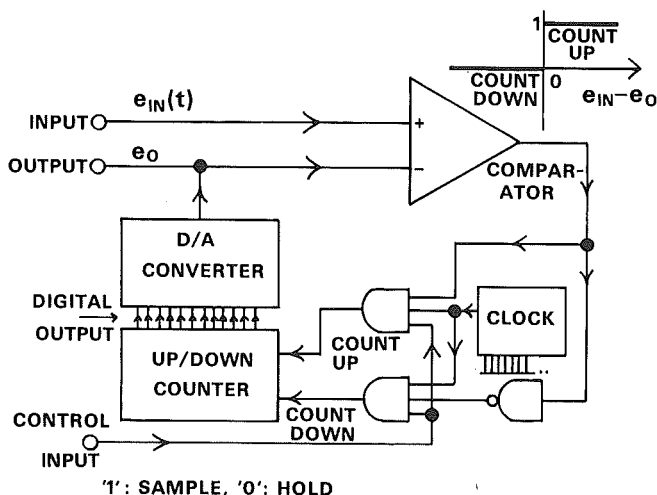 1
COUNT
UP
COUNT
DOWN
0
eIN−eO
INPUT
eIN(t)
+
OUTPUT
eO
−
COMPAR-
ATOR
D/A
CONVERTER
DIGITAL
OUTPUT
UP/DOWN
COUNTER
COUNT
UP
CLOCK
..
COUNT
DOWN
CONTROL
INPUT
'1': SAMPLE, '0': HOLD